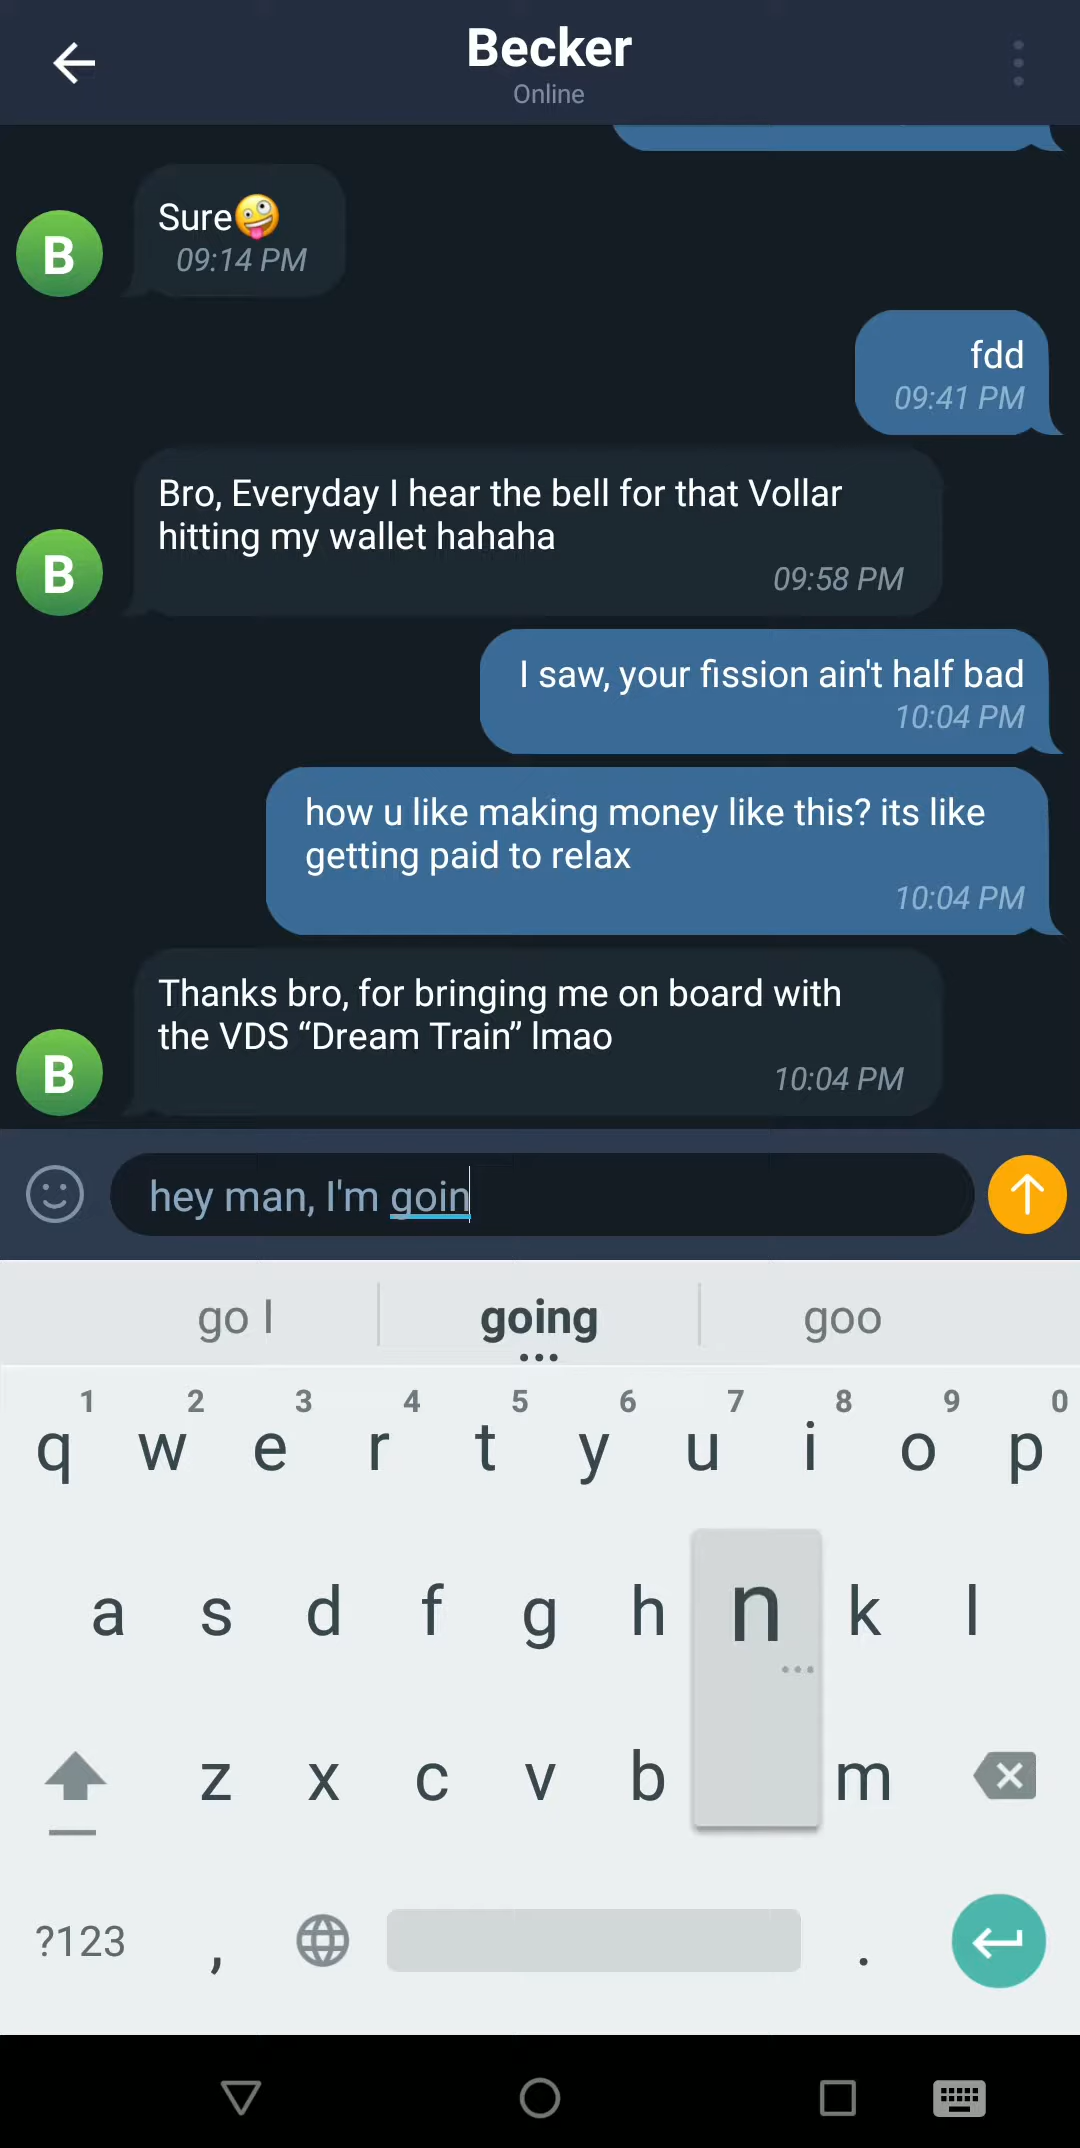 Becker
Online
Sure🤪
09:14 PM
B
fdd
09:41 PM
Bro, Everyday I hear the bell for that Vollar
hitting my wallet hahaha
09:58 PM
B
I saw, your fission ain't half bad
10:04 PM
how u like making money like this? its like
getting paid to relax
10:04 PM
Thanks bro, for bringing me on board with
the VDS “Dream Train” lmao
10:04 PM
B
hey man, I'm goin
go I going goo
1 2 3 4 5 6 7 8 9 0
q w e r t y u i o p
a s d f g h n k l
z x c v b m
?123 , .